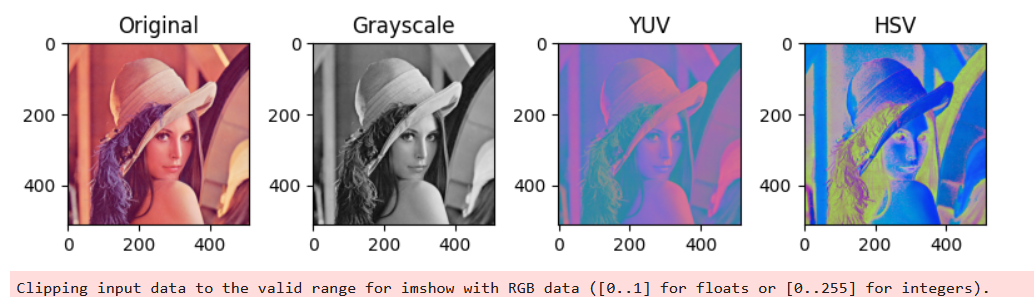 Original Grayscale YUV HSV
0 0 0 0
200 200 200 200
400 400 400 400
0 200 400 0 200 400 0 200 400 0 200 400
Clipping input data to the valid range for imshow with RGB data ([0..1] for floats or [0..255] for integers).